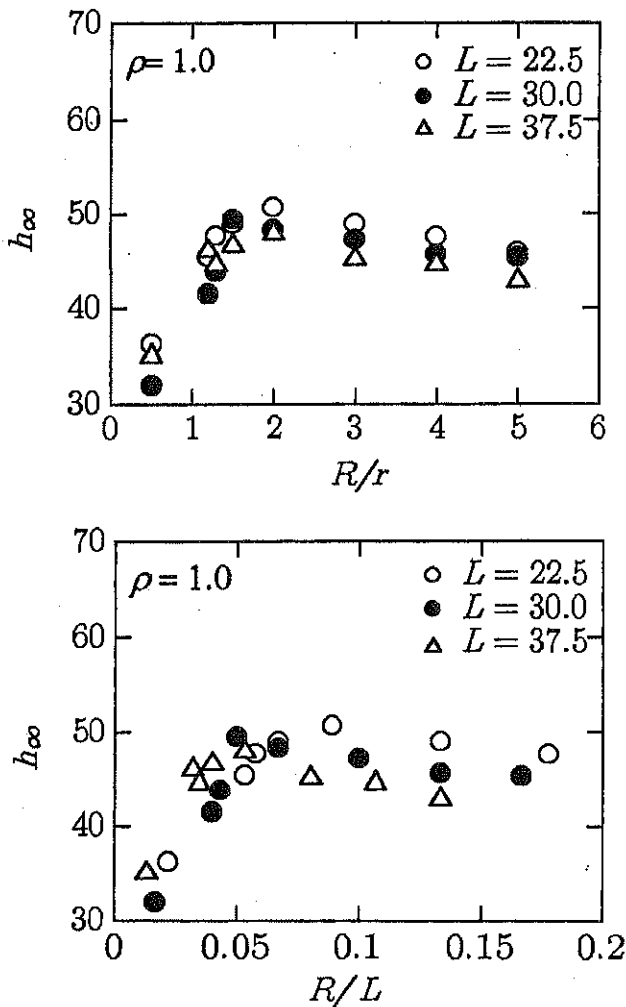 70
ρ= 1.0
○ L = 22.5
● L = 30.0
△ L = 37.5
60
50
40
30
h∞
0 1 2 3 4 5 6
R/r
70
ρ= 1.0
○ L = 22.5
● L = 30.0
△ L = 37.5
60
50
40
30
h∞
0 0.05 0.1 0.15 0.2
R/L